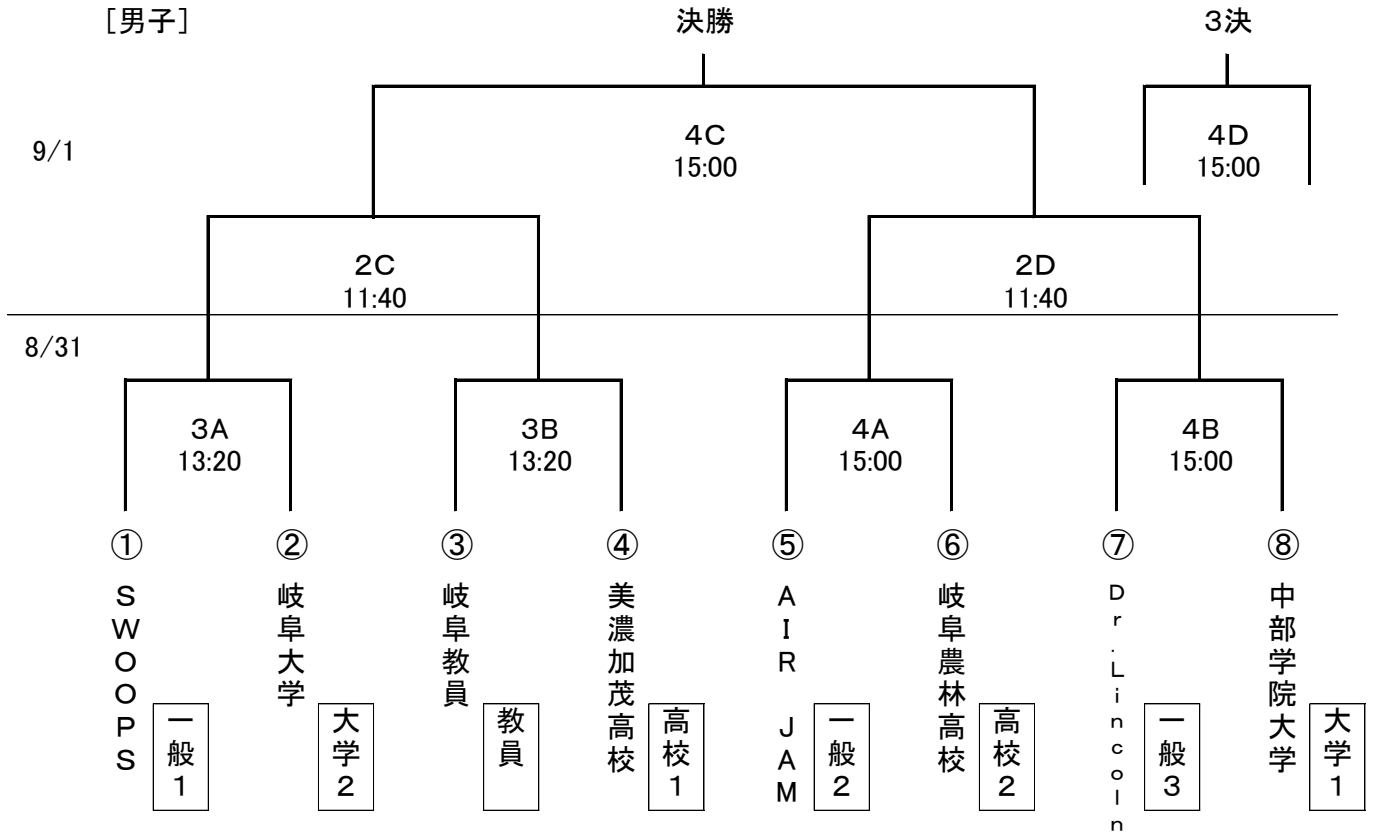 ［男子］
決勝
３決
9/1
４Ｃ
15:00
４Ｄ
15:00
２Ｃ
11:40
２Ｄ
11:40
8/31
３Ａ
13:20
３Ｂ
13:20
４Ａ
15:00
４Ｂ
15:00
①
②
③
④
⑤
⑥
⑦
⑧
ＳＷＯＯＰＳ
一般１
岐阜大学
大学２
岐阜教員
教員
美濃加茂高校
高校１
ＡＩＲ　ＪＡＭ
一般２
岐阜農林高校
高校２
Ｄｒ.Ｌｉｎｃｏｌｎ
一般３
中部学院大学
大学１